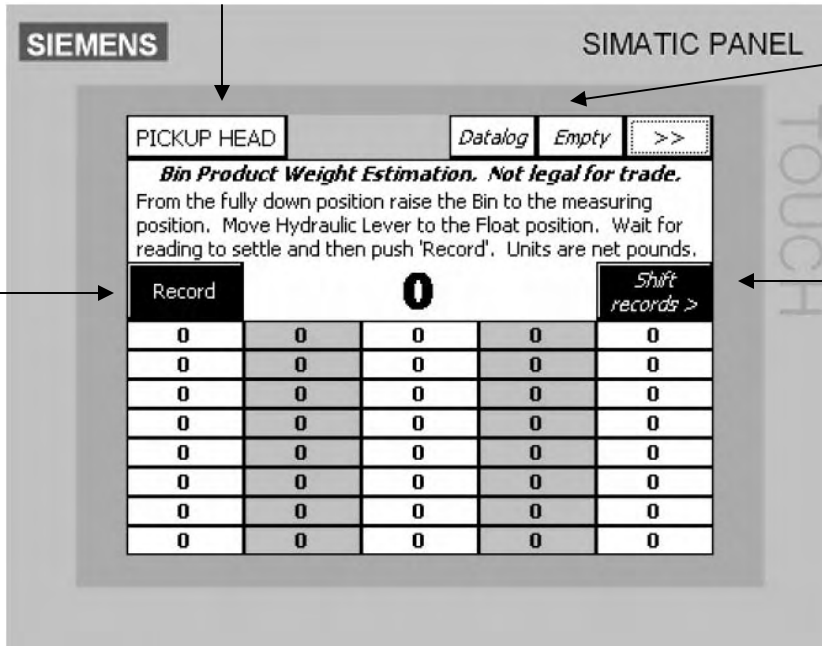 SIEMENS SIMATIC PANEL
TOUCH
PICKUP HEAD Datalog Empty >>
Bin Product Weight Estimation. Not legal for trade.
From the fully down position raise the Bin to the measuring
position. Move Hydraulic Lever to the Float position. Wait for
reading to settle and then push 'Record'. Units are net pounds.
Record 0 Shift
records >
0 0 0 0 0
0 0 0 0 0
0 0 0 0 0
0 0 0 0 0
0 0 0 0 0
0 0 0 0 0
0 0 0 0 0
0 0 0 0 0